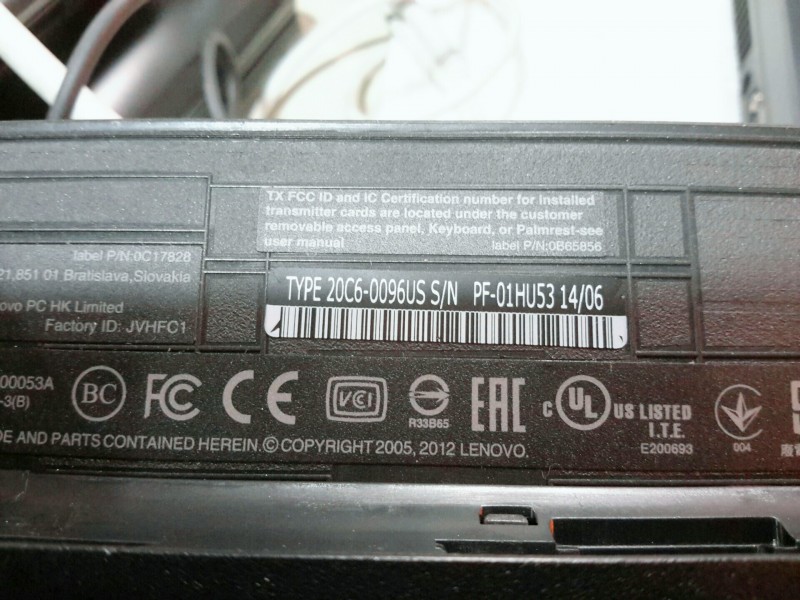 TX FCC ID and IC Certification number for installed
transmitter cards are located under the customer
removable access panel, Keyboard, or Palmrest-see
user manual
label P/N;0B65856
label P/N:0C17828
21,851 01 Bratislava,Slovakia
ovo PC HK Limited
Factory ID: JVHFC1
TYPE 20C6-0096US S/N PF-01HU53 14/06
00053A
-3(B)
BC FC CE VCI R33B65 EAC c UL US LISTED
I.T.E.
E200693
004
DE AND PARTS CONTAINED HEREIN.© COPYRIGHT 2005, 2012 LENOVO.